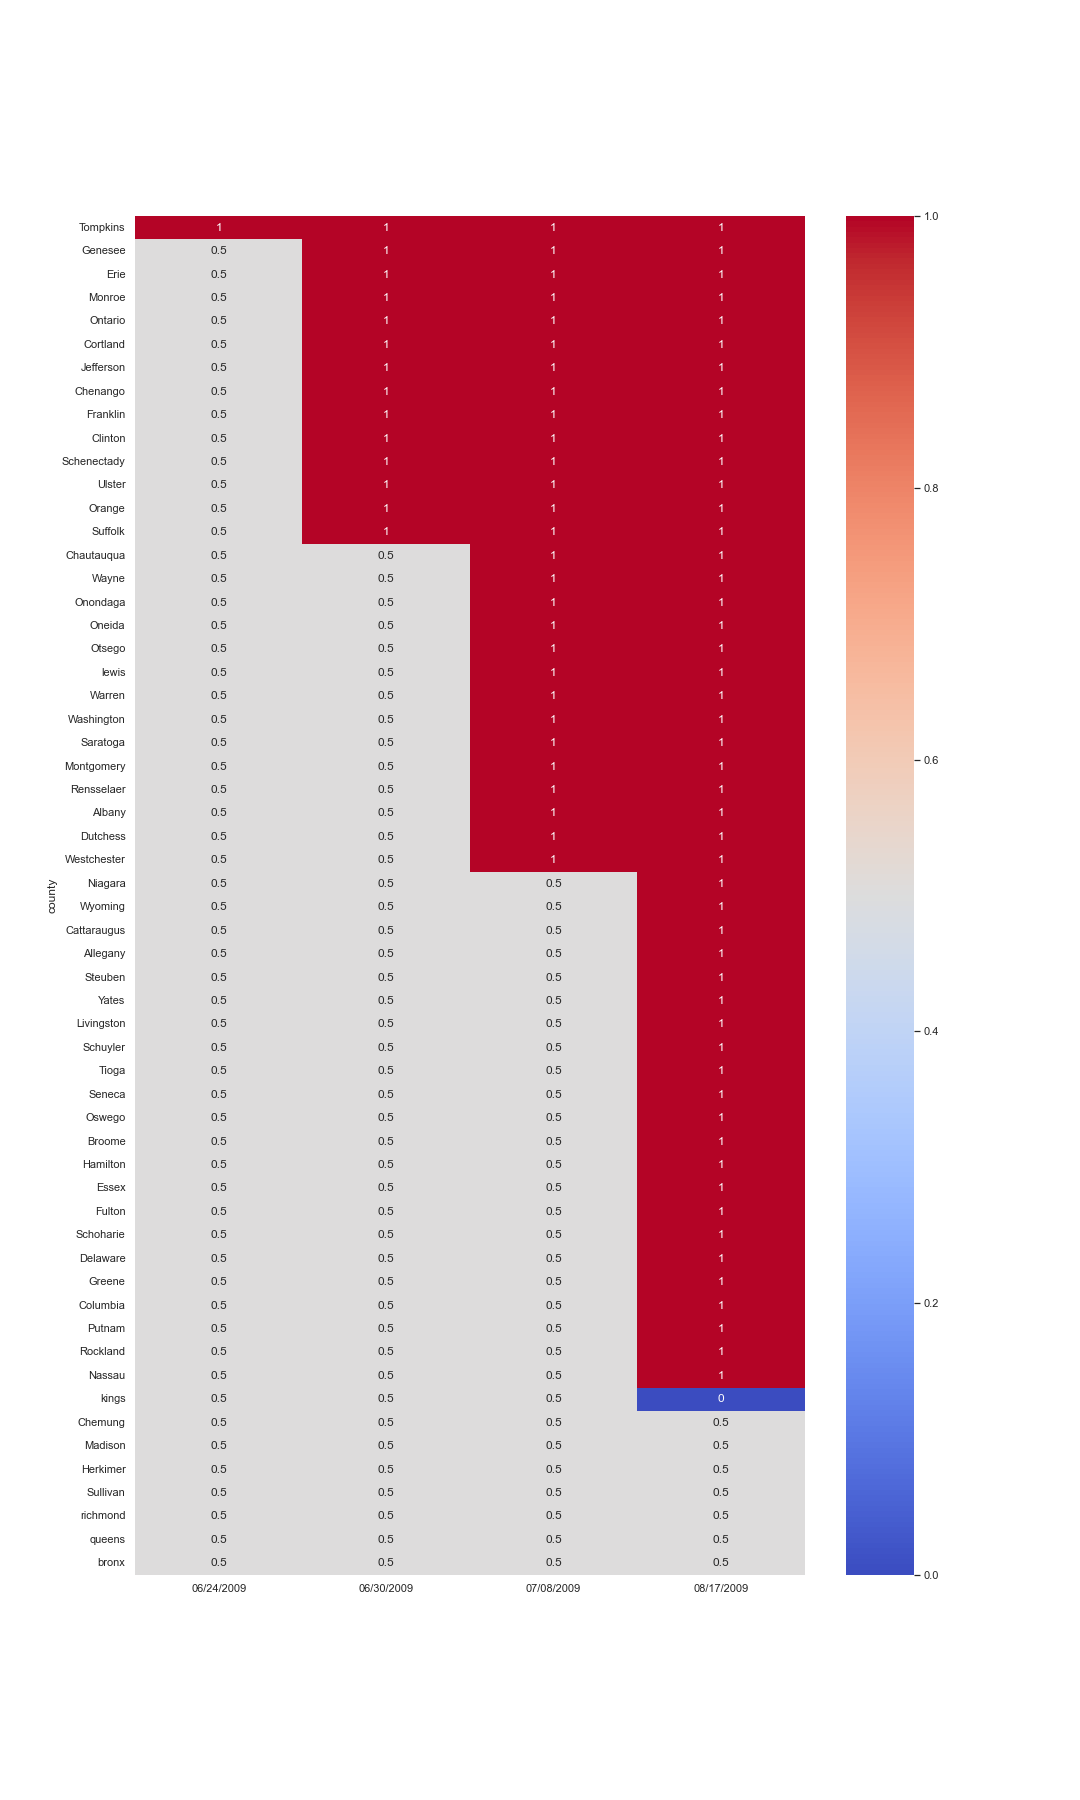 Tompkins 1 1 1 1 1.0
Genesee 0.5 1 1 1
Erie 0.5 1 1 1
Monroe 0.5 1 1 1
Ontario 0.5 1 1 1
Cortland 0.5 1 1 1
Jefferson 0.5 1 1 1
Chenango 0.5 1 1 1
Franklin 0.5 1 1 1
Clinton 0.5 1 1 1
Schenectady 0.5 1 1 1
Ulster 0.5 1 1 1 0.8
Orange 0.5 1 1 1
Suffolk 0.5 1 1 1
Chautauqua 0.5 0.5 1 1
Wayne 0.5 0.5 1 1
Onondaga 0.5 0.5 1 1
Oneida 0.5 0.5 1 1
Otsego 0.5 0.5 1 1
lewis 0.5 0.5 1 1
Warren 0.5 0.5 1 1
Washington 0.5 0.5 1 1
Saratoga 0.5 0.5 1 1
Montgomery 0.5 0.5 1 1 0.6
Rensselaer 0.5 0.5 1 1
Albany 0.5 0.5 1 1
Dutchess 0.5 0.5 1 1
Westchester 0.5 0.5 1 1
county
Niagara 0.5 0.5 0.5 1
Wyoming 0.5 0.5 0.5 1
Cattaraugus 0.5 0.5 0.5 1
Allegany 0.5 0.5 0.5 1
Steuben 0.5 0.5 0.5 1
Yates 0.5 0.5 0.5 1
Livingston 0.5 0.5 0.5 1 0.4
Schuyler 0.5 0.5 0.5 1
Tioga 0.5 0.5 0.5 1
Seneca 0.5 0.5 0.5 1
Oswego 0.5 0.5 0.5 1
Broome 0.5 0.5 0.5 1
Hamilton 0.5 0.5 0.5 1
Essex 0.5 0.5 0.5 1
Fulton 0.5 0.5 0.5 1
Schoharie 0.5 0.5 0.5 1
Delaware 0.5 0.5 0.5 1
Greene 0.5 0.5 0.5 1
Columbia 0.5 0.5 0.5 1 0.2
Putnam 0.5 0.5 0.5 1
Rockland 0.5 0.5 0.5 1
Nassau 0.5 0.5 0.5 1
kings 0.5 0.5 0.5 0
Chemung 0.5 0.5 0.5 0.5
Madison 0.5 0.5 0.5 0.5
Herkimer 0.5 0.5 0.5 0.5
Sullivan 0.5 0.5 0.5 0.5
richmond 0.5 0.5 0.5 0.5
queens 0.5 0.5 0.5 0.5
bronx 0.5 0.5 0.5 0.5 0.0
06/24/2009 06/30/2009 07/08/2009 08/17/2009